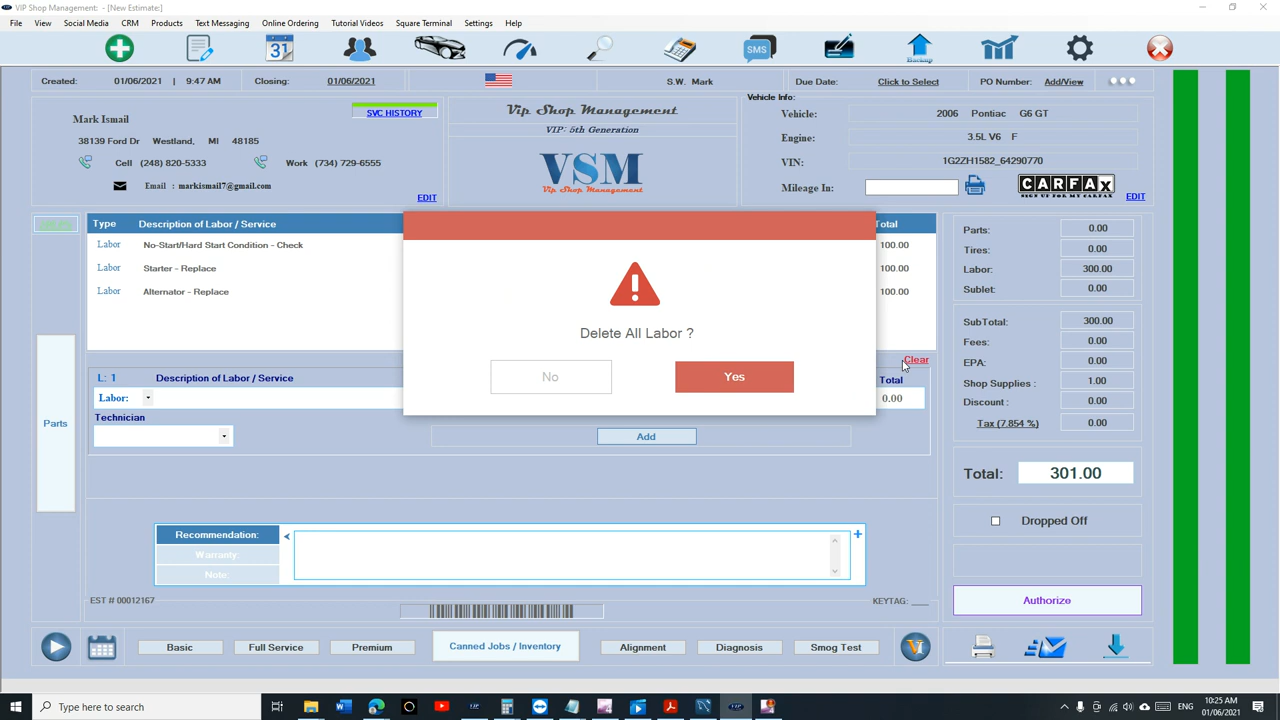 VIP Shop Management: - [New Estimate:]
File View Social Media CRM Products Text Messaging Online Ordering Tutorial Videos Square Terminal Settings Help
31 SMS Backup
Created: 01/06/2021 | 9:47 AM Closing: 01/06/2021 S.W. Mark Due Date: Click to Select PO Number: Add/View
Mark Ismail
SVC HISTORY
38139 Ford Dr Westland, MI 48185
Cell (248) 820-5333 Work (734) 729-6555
Email : markismail7@gmail.com
EDIT
Vip Shop Management
VIP: 5th Generation
VSM
Vip Shop Management
Vehicle Info:
Vehicle: 2006 Pontiac G6 GT
Engine: 3.5L V6 F
VIN: 1G2ZH1582_64290770
Mileage In:
CARFAX
SIGN UP FOR MY CARFAX
EDIT
Type Description of Labor / Service Total
Labor No-Start/Hard Start Condition - Check 100.00
Labor Starter - Replace 100.00
Labor Alternator - Replace 100.00
Delete All Labor ?
No Yes
Clear
Parts
L: 1 Description of Labor / Service Total
Labor: 0.00
Technician
Add
Recommendation:
Warranty:
Note:
EST # 00012167 KEYTAG: ___
Parts: 0.00
Tires: 0.00
Labor: 300.00
Sublet: 0.00
SubTotal: 300.00
Fees: 0.00
EPA: 0.00
Shop Supplies : 1.00
Discount : 0.00
Tax (7.854 %) 0.00
Total: 301.00
Dropped Off
Authorize
Basic Full Service Premium Canned Jobs / Inventory Alignment Diagnosis Smog Test
Type here to search
ENG 10:25 AM
01/06/2021